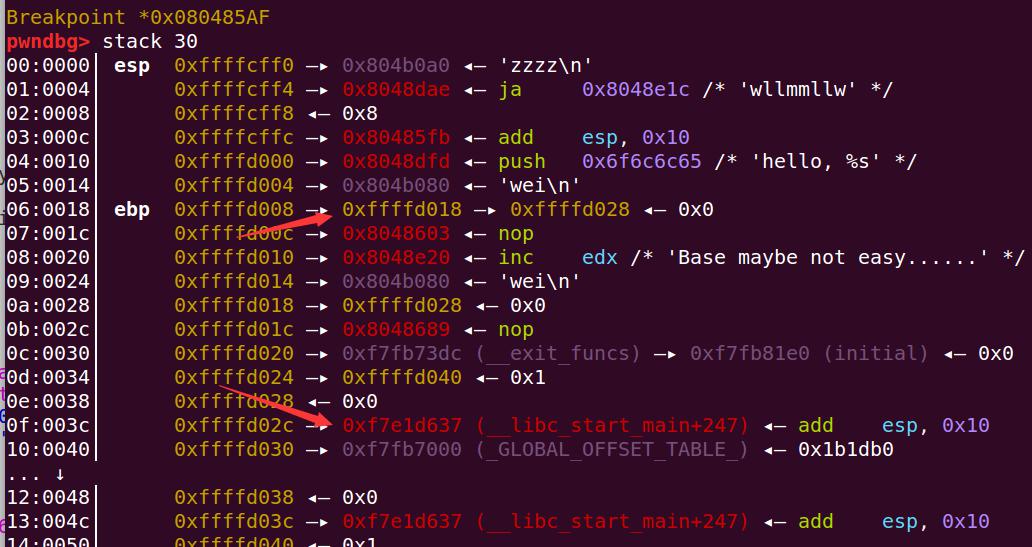 Breakpoint *0x080485AF
pwndbg> stack 30
00:0000│ esp 0xffffcff0 —▸ 0x804b0a0 ◂— 'zzzz\n'
01:0004│ 0xffffcff4 —▸ 0x8048dae ◂— ja 0x8048e1c /* 'wllmmllw' */
02:0008│ 0xffffcff8 ◂— 0x8
03:000c│ 0xffffcffc —▸ 0x80485fb ◂— add esp, 0x10
04:0010│ 0xffffd000 —▸ 0x8048dfd ◂— push 0x6f6c6c65 /* 'hello, %s' */
05:0014│ 0xffffd004 —▸ 0x804b080 ◂— 'wei\n'
06:0018│ ebp 0xffffd008 —▸ 0xffffd018 —▸ 0xffffd028 ◂— 0x0
07:001c│ 0xffffd00c —▸ 0x8048603 ◂— nop
08:0020│ 0xffffd010 —▸ 0x8048e20 ◂— inc edx /* 'Base maybe not easy......' */
09:0024│ 0xffffd014 —▸ 0x804b080 ◂— 'wei\n'
0a:0028│ 0xffffd018 —▸ 0xffffd028 ◂— 0x0
0b:002c│ 0xffffd01c —▸ 0x8048689 ◂— nop
0c:0030│ 0xffffd020 —▸ 0xf7fb73dc (__exit_funcs) —▸ 0xf7fb81e0 (initial) ◂— 0x0
0d:0034│ 0xffffd024 —▸ 0xffffd040 ◂— 0x1
0e:0038│ 0xffffd028 ◂— 0x0
0f:003c│ 0xffffd02c —▸ 0xf7e1d637 (__libc_start_main+247) ◂— add esp, 0x10
10:0040│ 0xffffd030 —▸ 0xf7fb7000 (_GLOBAL_OFFSET_TABLE_) ◂— 0x1b1db0
... ↓
12:0048│ 0xffffd038 ◂— 0x0
13:004c│ 0xffffd03c —▸ 0xf7e1d637 (__libc_start_main+247) ◂— add esp, 0x10
14:0050│ 0xffffd040 ◂— 0x1